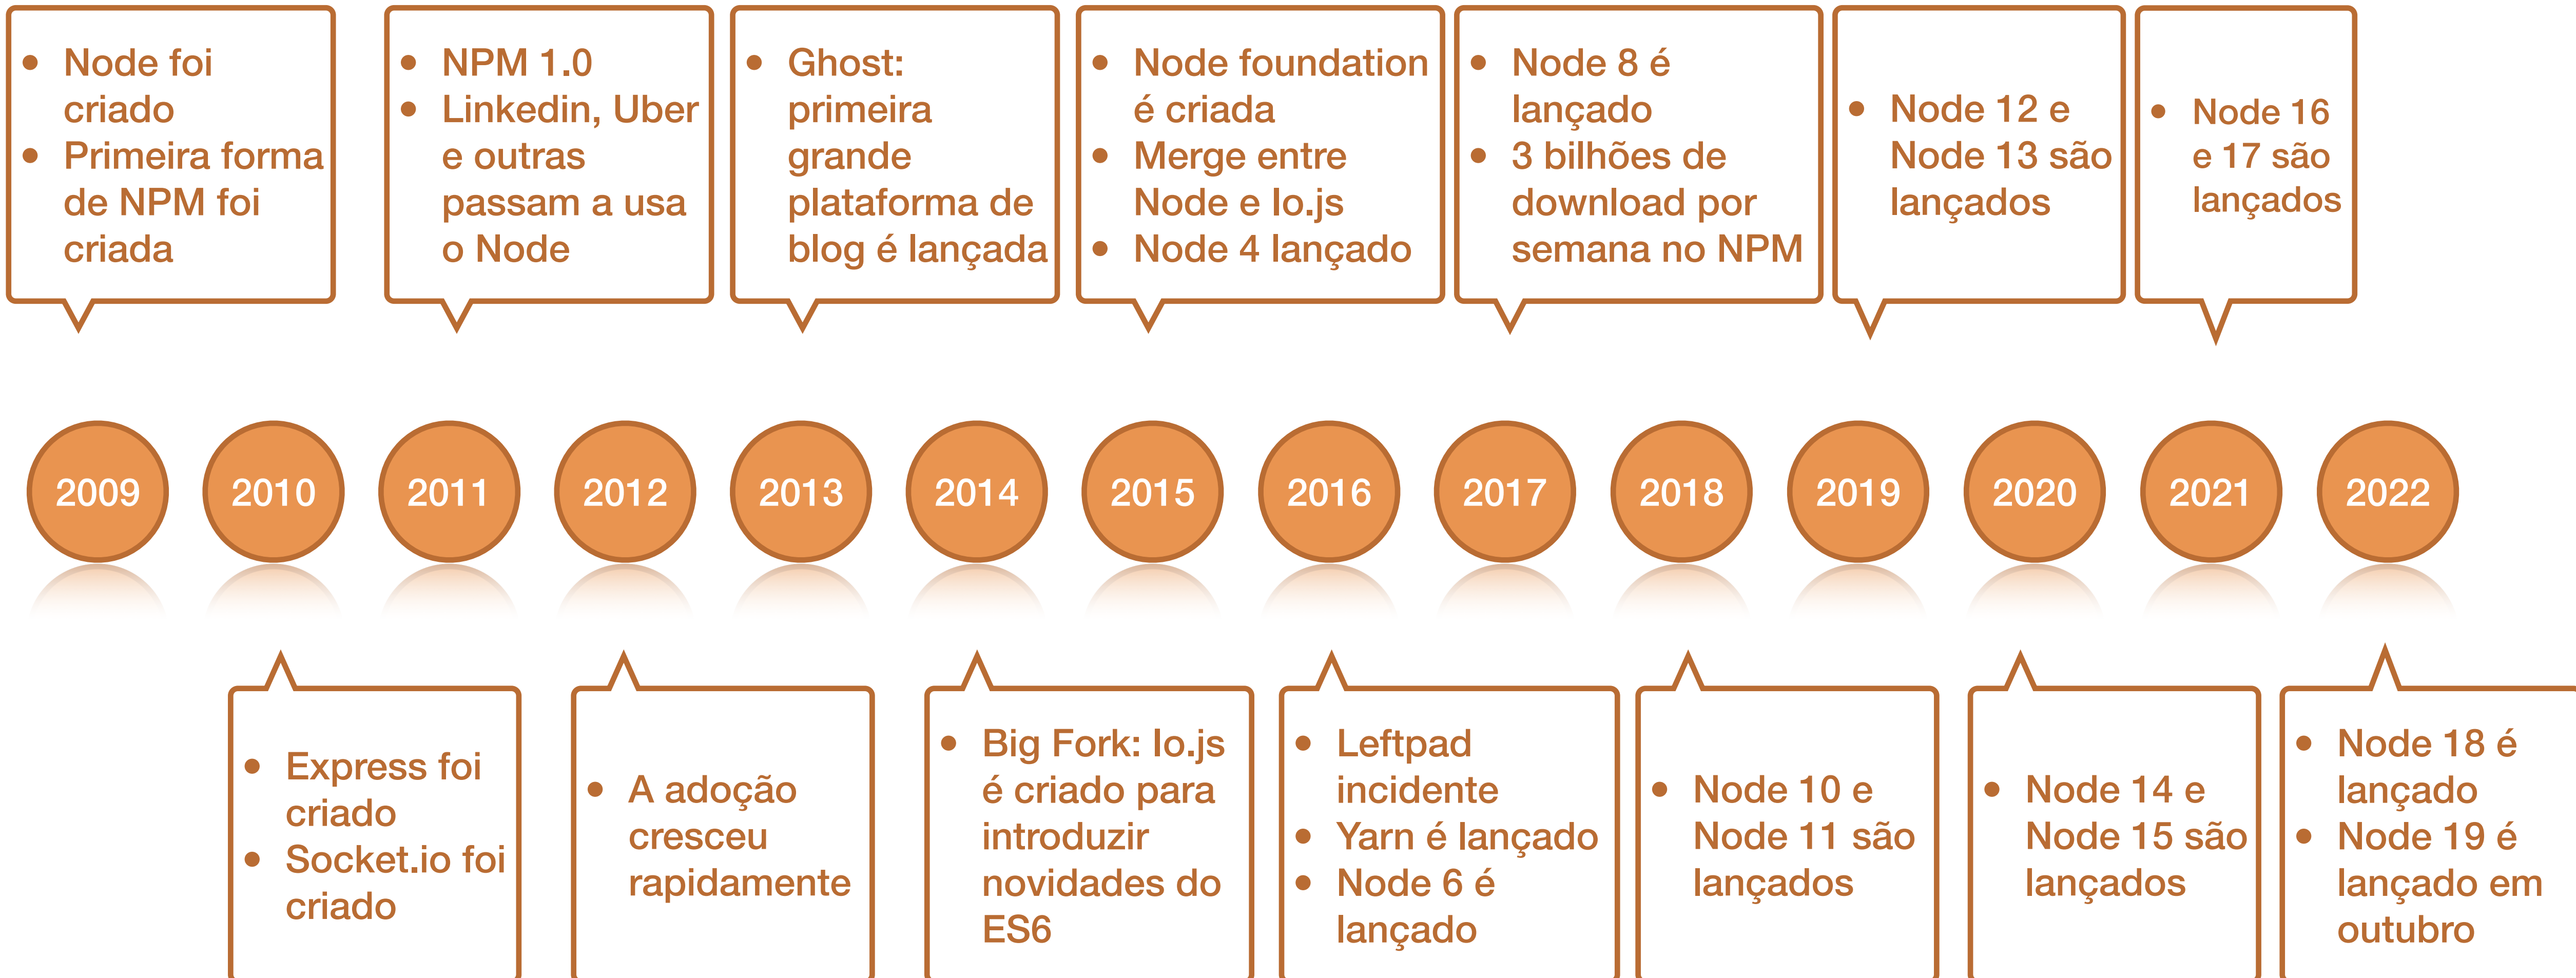 • Node foi
criado
• Primeira forma
de NPM foi
criada
• NPM 1.0
• Linkedin, Uber
e outras
passam a usa
o Node
• Ghost:
primeira
grande
plataforma de
blog é lançada
• Node foundation
é criada
• Merge entre
Node e Io.js
• Node 4 lançado
• Node 8 é
lançado
• 3 bilhões de
download por
semana no NPM
• Node 12 e
Node 13 são
lançados
• Node 16
e 17 são
lançados
2009
2010
2011
2012
2013
2014
2015
2016
2017
2018
2019
2020
2021
2022
• Express foi
criado
• Socket.io foi
criado
• A adoção
cresceu
rapidamente
• Big Fork: Io.js
é criado para
introduzir
novidades do
ES6
• Leftpad
incidente
• Yarn é lançado
• Node 6 é
lançado
• Node 10 e
Node 11 são
lançados
• Node 14 e
Node 15 são
lançados
• Node 18 é
lançado
• Node 19 é
lançado em
outubro